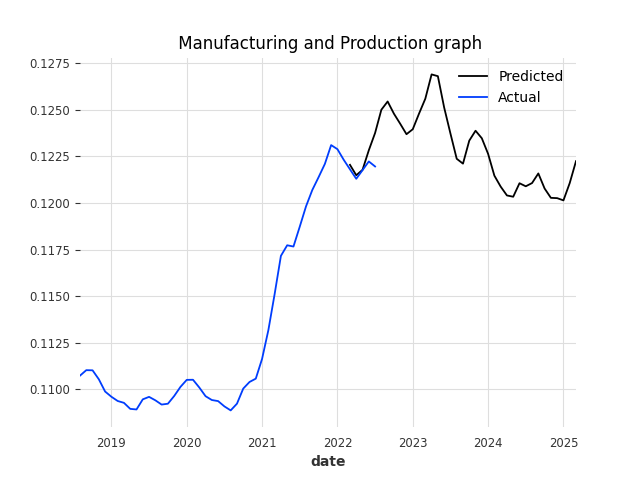 Manufacturing and Production graph
Predicted
Actual
0.1275
0.1250
0.1225
0.1200
0.1175
0.1150
0.1125
0.1100
2019 2020 2021 2022 2023 2024 2025
date